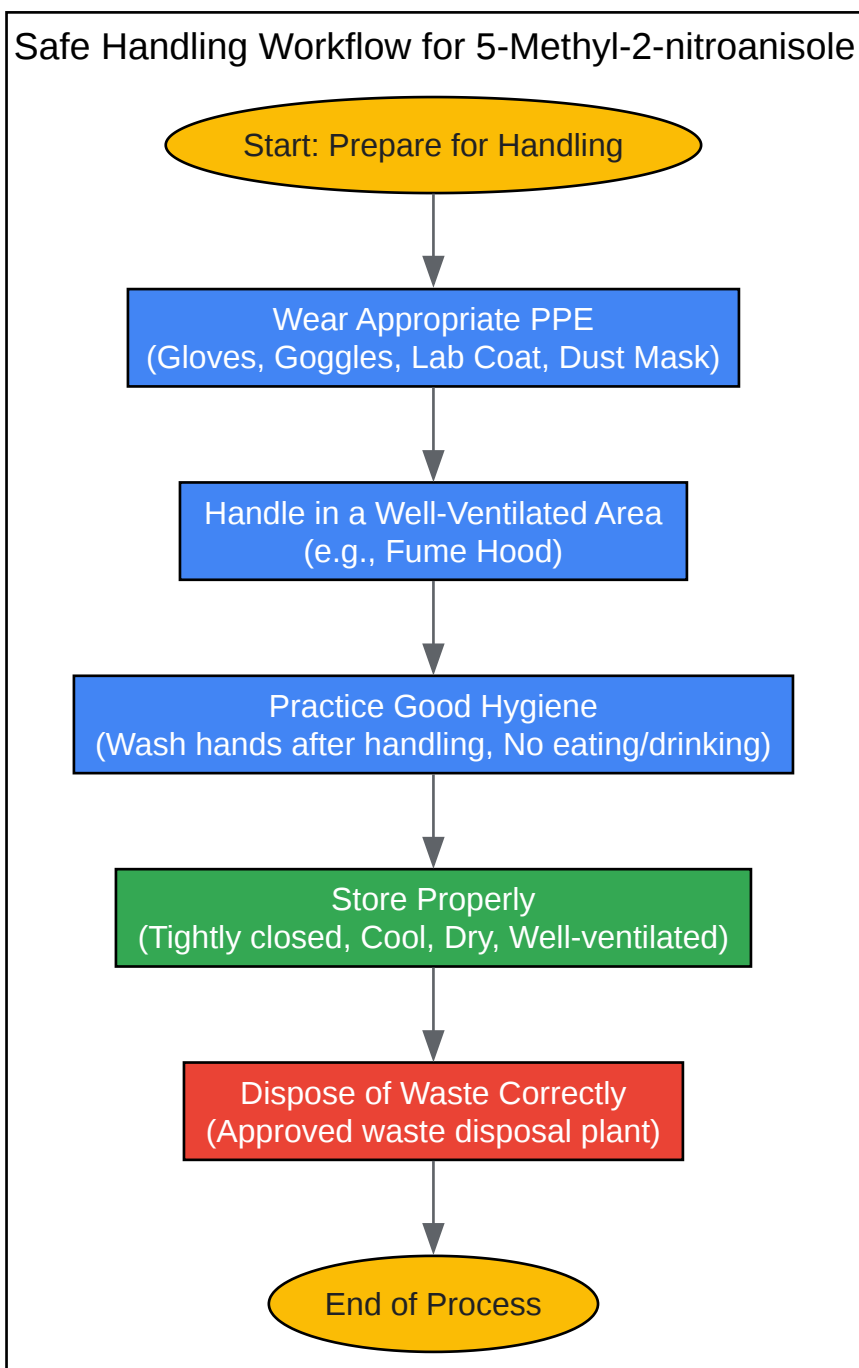 Safe Handling Workflow for 5-Methyl-2-nitroanisole
Start: Prepare for Handling
Wear Appropriate PPE
(Gloves, Goggles, Lab Coat, Dust Mask)
Handle in a Well-Ventilated Area
(e.g., Fume Hood)
Practice Good Hygiene
(Wash hands after handling, No eating/drinking)
Store Properly
(Tightly closed, Cool, Dry, Well-ventilated)
Dispose of Waste Correctly
(Approved waste disposal plant)
End of Process